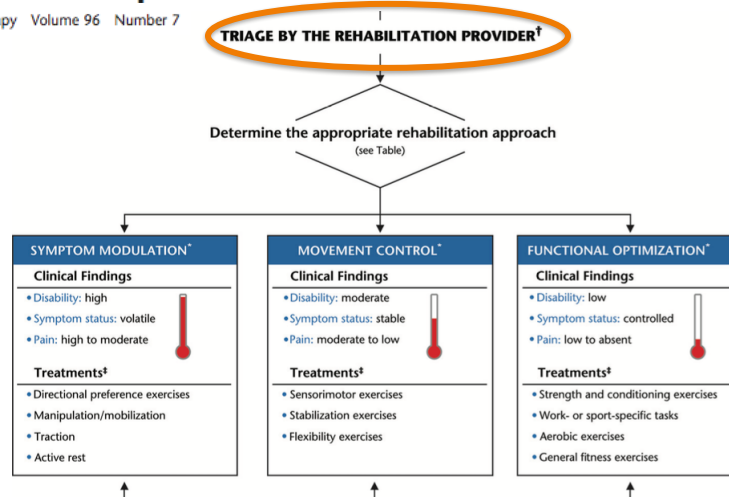 py Volume 96 Number 7
TRIAGE BY THE REHABILITATION PROVIDER†
Determine the appropriate rehabilitation approach
(see Table)
SYMPTOM MODULATION*
Clinical Findings
• Disability: high
• Symptom status: volatile
• Pain: high to moderate
Treatments‡
• Directional preference exercises
• Manipulation/mobilization
• Traction
• Active rest
MOVEMENT CONTROL*
Clinical Findings
• Disability: moderate
• Symptom status: stable
• Pain: moderate to low
Treatments‡
• Sensorimotor exercises
• Stabilization exercises
• Flexibility exercises
FUNCTIONAL OPTIMIZATION*
Clinical Findings
• Disability: low
• Symptom status: controlled
• Pain: low to absent
Treatments‡
• Strength and conditioning exercises
• Work- or sport-specific tasks
• Aerobic exercises
• General fitness exercises